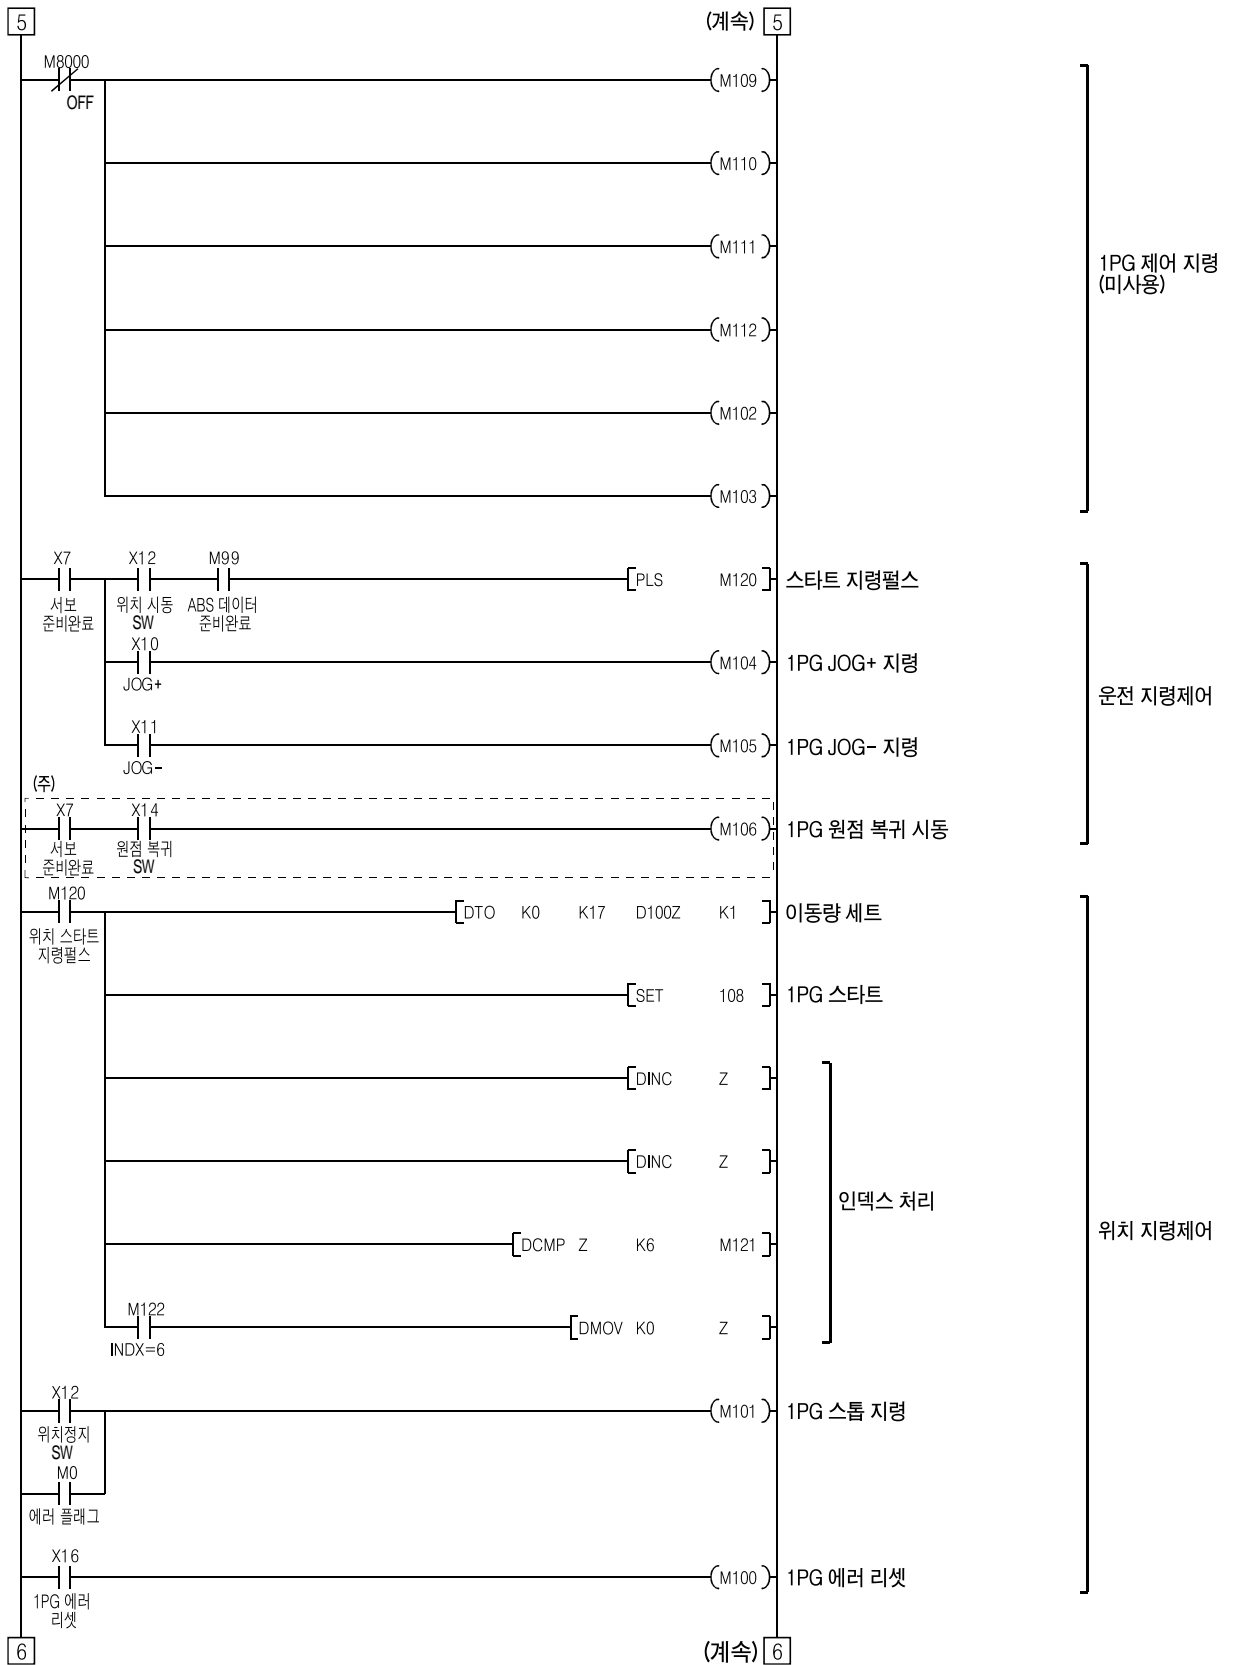 5
(계속) 5
M8000
OFF
(M109)
(M110)
(M111)
(M112)
(M102)
(M103)
1PG 제어 지령
(미사용)
X7
X12
M99
[PLS M120] 스타트 지령펄스
서보
준비완료
위치 시동
SW
ABS 데이터
준비완료
X10
(M104) 1PG JOG+ 지령
JOG+
X11
(M105) 1PG JOG- 지령
JOG-
운전 지령제어
(주)
X7
X14
(M106) 1PG 원점 복귀 시동
서보
준비완료
원점 복귀
SW
M120
[DTO K0 K17 D100Z K1] 이동량 세트
위치 스타트
지령펄스
[SET 108] 1PG 스타트
[DINC Z]
[DINC Z]
인덱스 처리
[DCMP Z K6 M121]
위치 지령제어
M122
[DMOV K0 Z]
INDX=6
X12
(M101) 1PG 스톱 지령
위치정지
SW
M0
에러 플래그
X16
(M100) 1PG 에러 리셋
1PG 에러
리셋
6
(계속) 6